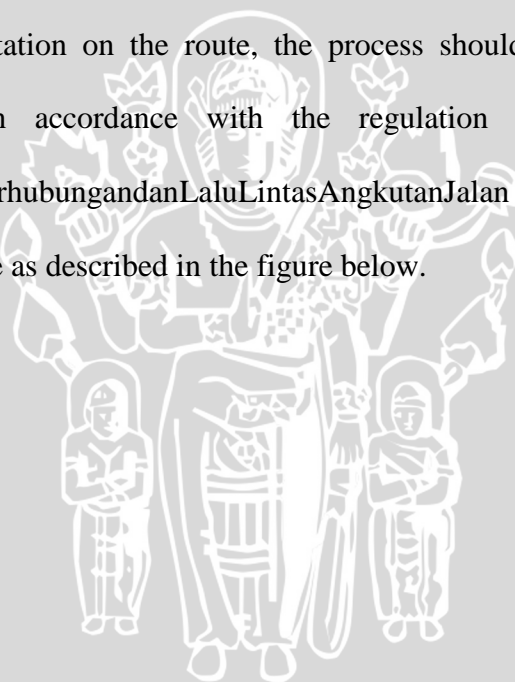 tation on the route, the process should
accordance with the regulation
rhubungandanLaluLintasAngkutanJalan
as described in the figure below.